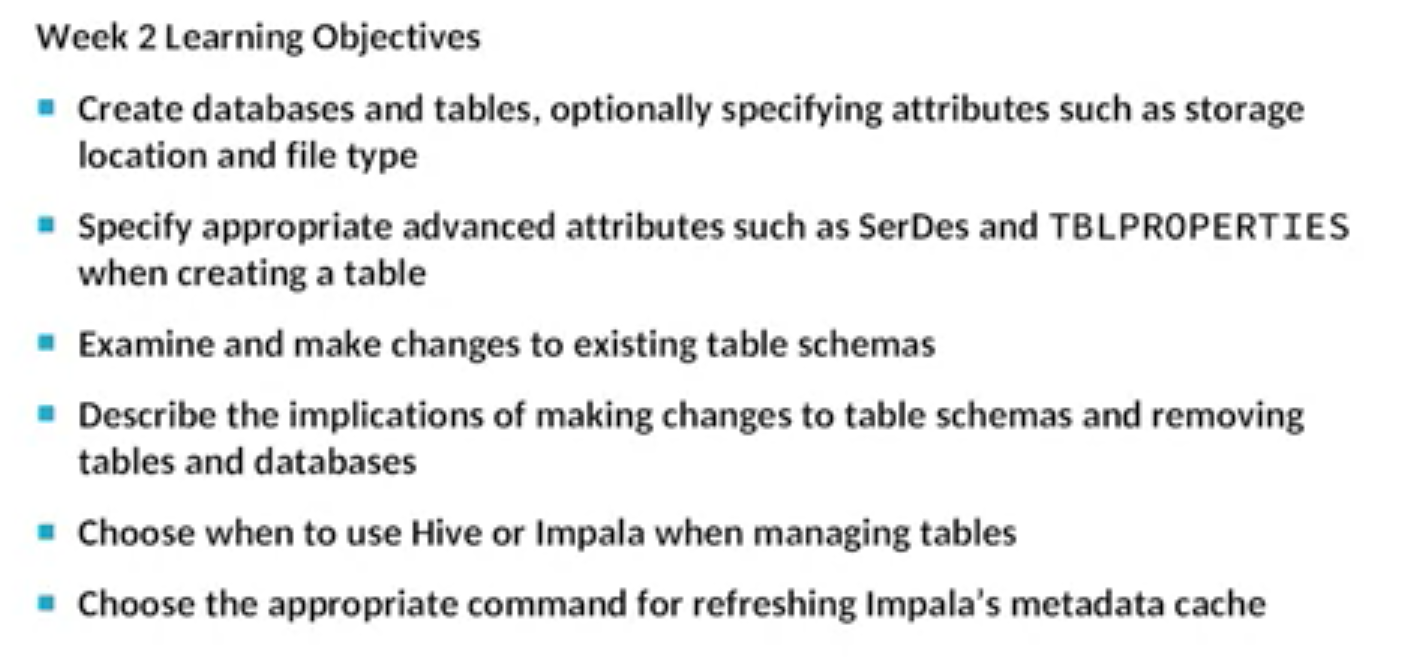 Week 2 Learning Objectives
Create databases and tables, optionally specifying attributes such as storage
location and file type
Specify appropriate advanced attributes such as SerDes and TBLPROPERTIES
when creating a table
Examine and make changes to existing table schemas
Describe the implications of making changes to table schemas and removing
tables and databases
Choose when to use Hive or Impala when managing tables
Choose the appropriate command for refreshing Impala’s metadata cache